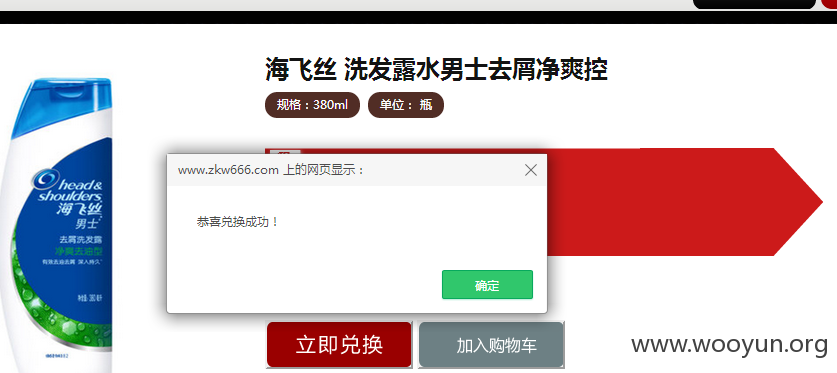 海飞丝 洗发露水男士去屑净爽控
规格：380ml
单位： 瓶
head&
shoulders
海飞丝
男士
去屑洗发露
净爽去油型
www.zkw666.com 上的网页显示：
恭喜兑换成功！
确定
立即兑换
加入购物车
www.wooyun.org